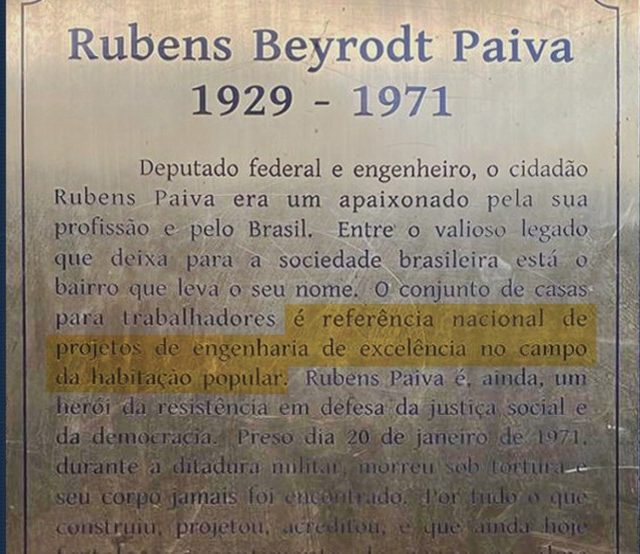 Rubens Beyrodt Paiva
1929 - 1971
Deputado federal e engenheiro, o cidadão
Rubens Paiva era um apaixonado pela sua
profissão e pelo Brasil. Entre o valioso legado
que deixa para a sociedade brasileira está o
bairro que leva o seu nome. O conjunto de casas
para trabalhadores é referência nacional de
projetos de engenharia de excelência no campo
da habitação popular. Rubens Paiva é, ainda, um
herói da resistência em defesa da justiça social e
da democracia. Preso dia 20 de janeiro de 1971,
durante a ditadura militar, morreu sob tortura e
seu corpo jamais foi encontrado. Por tudo o que
construiu, projetou, acreditou, e que ainda hoje